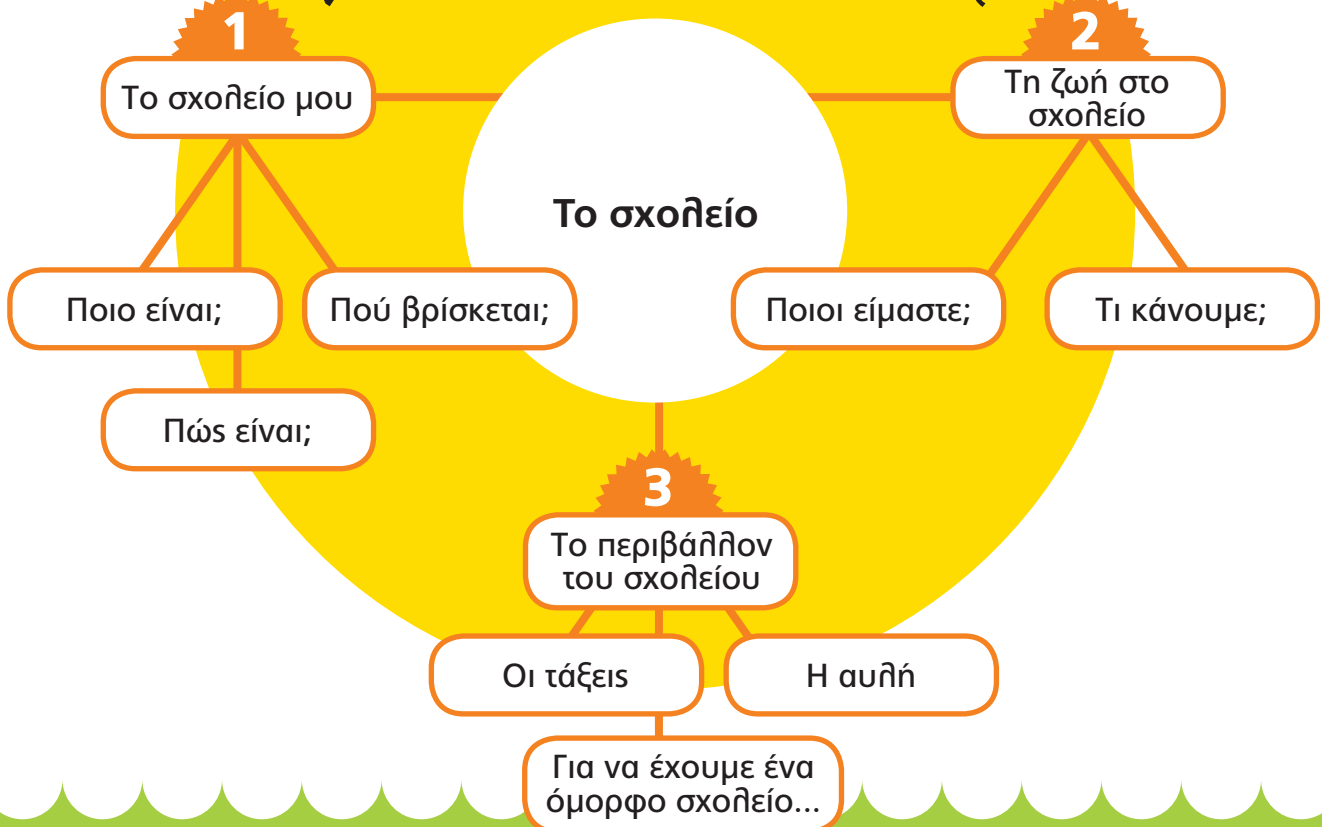 1
Το σχολείο μου
Ποιο είναι;
Πού βρίσκεται;
Πώς είναι;
Το σχολείο
2
Τη ζωή στο
σχολείο
Ποιοι είμαστε;
Τι κάνουμε;
3
Το περιβάλλον
του σχολείου
Οι τάξεις
Η αυλή
Για να έχουμε ένα
όμορφο σχολείο...